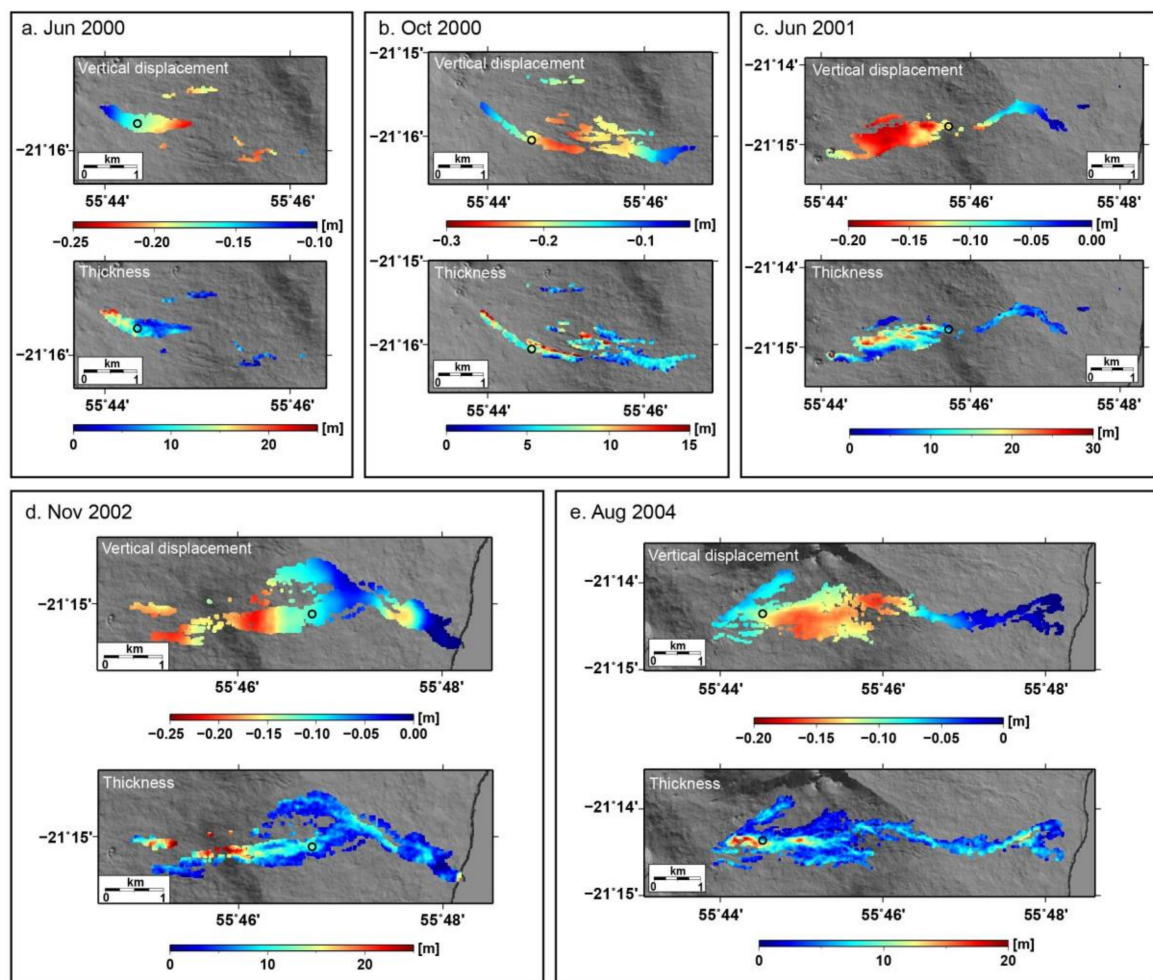 a. Jun 2000
Vertical displacement
−21°16'
km
0 1
55°44' 55°46'
[m]
−0.25 −0.20 −0.15 −0.10
Thickness
−21°16'
km
0 1
55°44' 55°46'
[m]
0 10 20
b. Oct 2000
−21°15'
Vertical displacement
−21°16'
km
0 1
55°44' 55°46'
[m]
−0.3 −0.2 −0.1
−21°15'
Thickness
−21°16'
km
0 1
55°44' 55°46'
[m]
0 5 10 15
c. Jun 2001
−21°14'
Vertical displacement
−21°15'
km
0 1
55°44' 55°46' 55°48'
[m]
−0.20 −0.15 −0.10 −0.05 0.00
−21°14'
Thickness
−21°15'
km
0 1
55°44' 55°46' 55°48'
[m]
0 10 20 30
d. Nov 2002
Vertical displacement
−21°15'
km
0 1
55°46' 55°48'
[m]
−0.25 −0.20 −0.15 −0.10 −0.05 0.00
Thickness
−21°15'
km
0 1
55°46' 55°48'
[m]
0 10 20
e. Aug 2004
Vertical displacement
−21°14'
km
0 1
−21°15'
55°44' 55°46' 55°48'
[m]
−0.20 −0.15 −0.10 −0.05 0
Thickness
−21°14'
km
0 1
−21°15'
55°44' 55°46' 55°48'
[m]
0 10 20